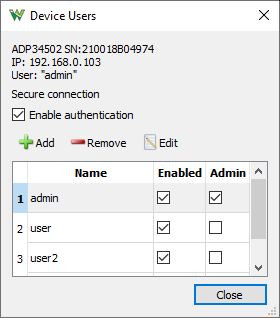 Device Users
ADP34502 SN:210018B04974
IP: 192.168.0.103
User: "admin"
Secure connection
Enable authentication
Add Remove Edit
Name Enabled Admin
1 admin
2 user
3 user2
Close